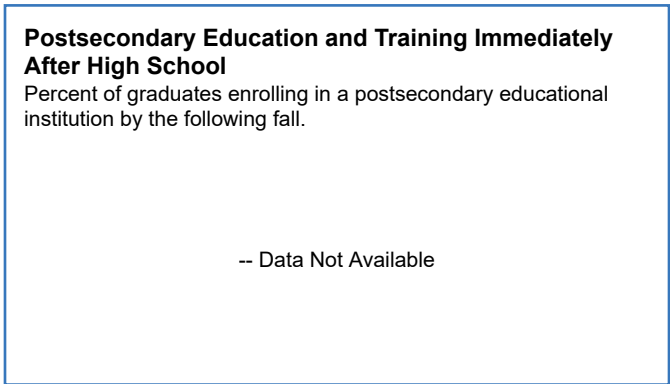 Postsecondary Education and Training Immediately
After High School
Percent of graduates enrolling in a postsecondary educational
institution by the following fall.
-- Data Not Available